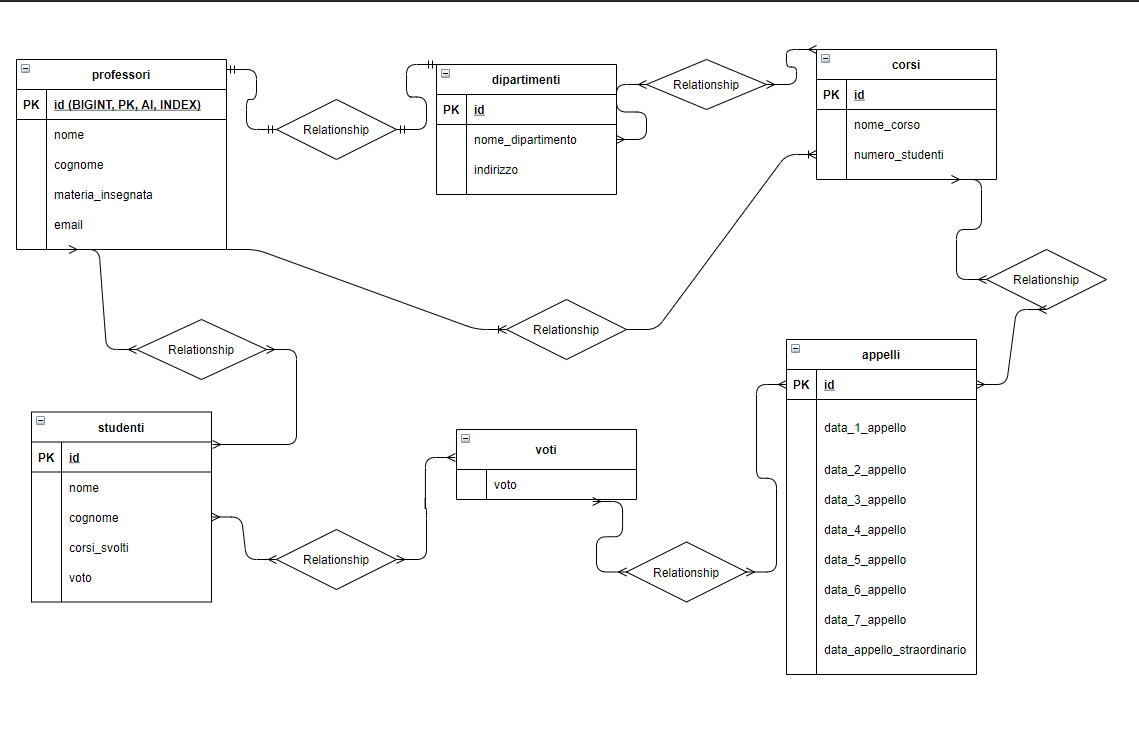 professori
PK id (BIGINT, PK, AI, INDEX)
nome
cognome
materia_insegnata
email
Relationship
dipartimenti
PK id
nome_dipartimento
indirizzo
Relationship
corsi
PK id
nome_corso
numero_studenti
Relationship
Relationship
Relationship
studenti
PK id
nome
cognome
corsi_svolti
voto
Relationship
voti
voto
Relationship
appelli
PK id
data_1_appello
data_2_appello
data_3_appello
data_4_appello
data_5_appello
data_6_appello
data_7_appello
data_appello_straordinario